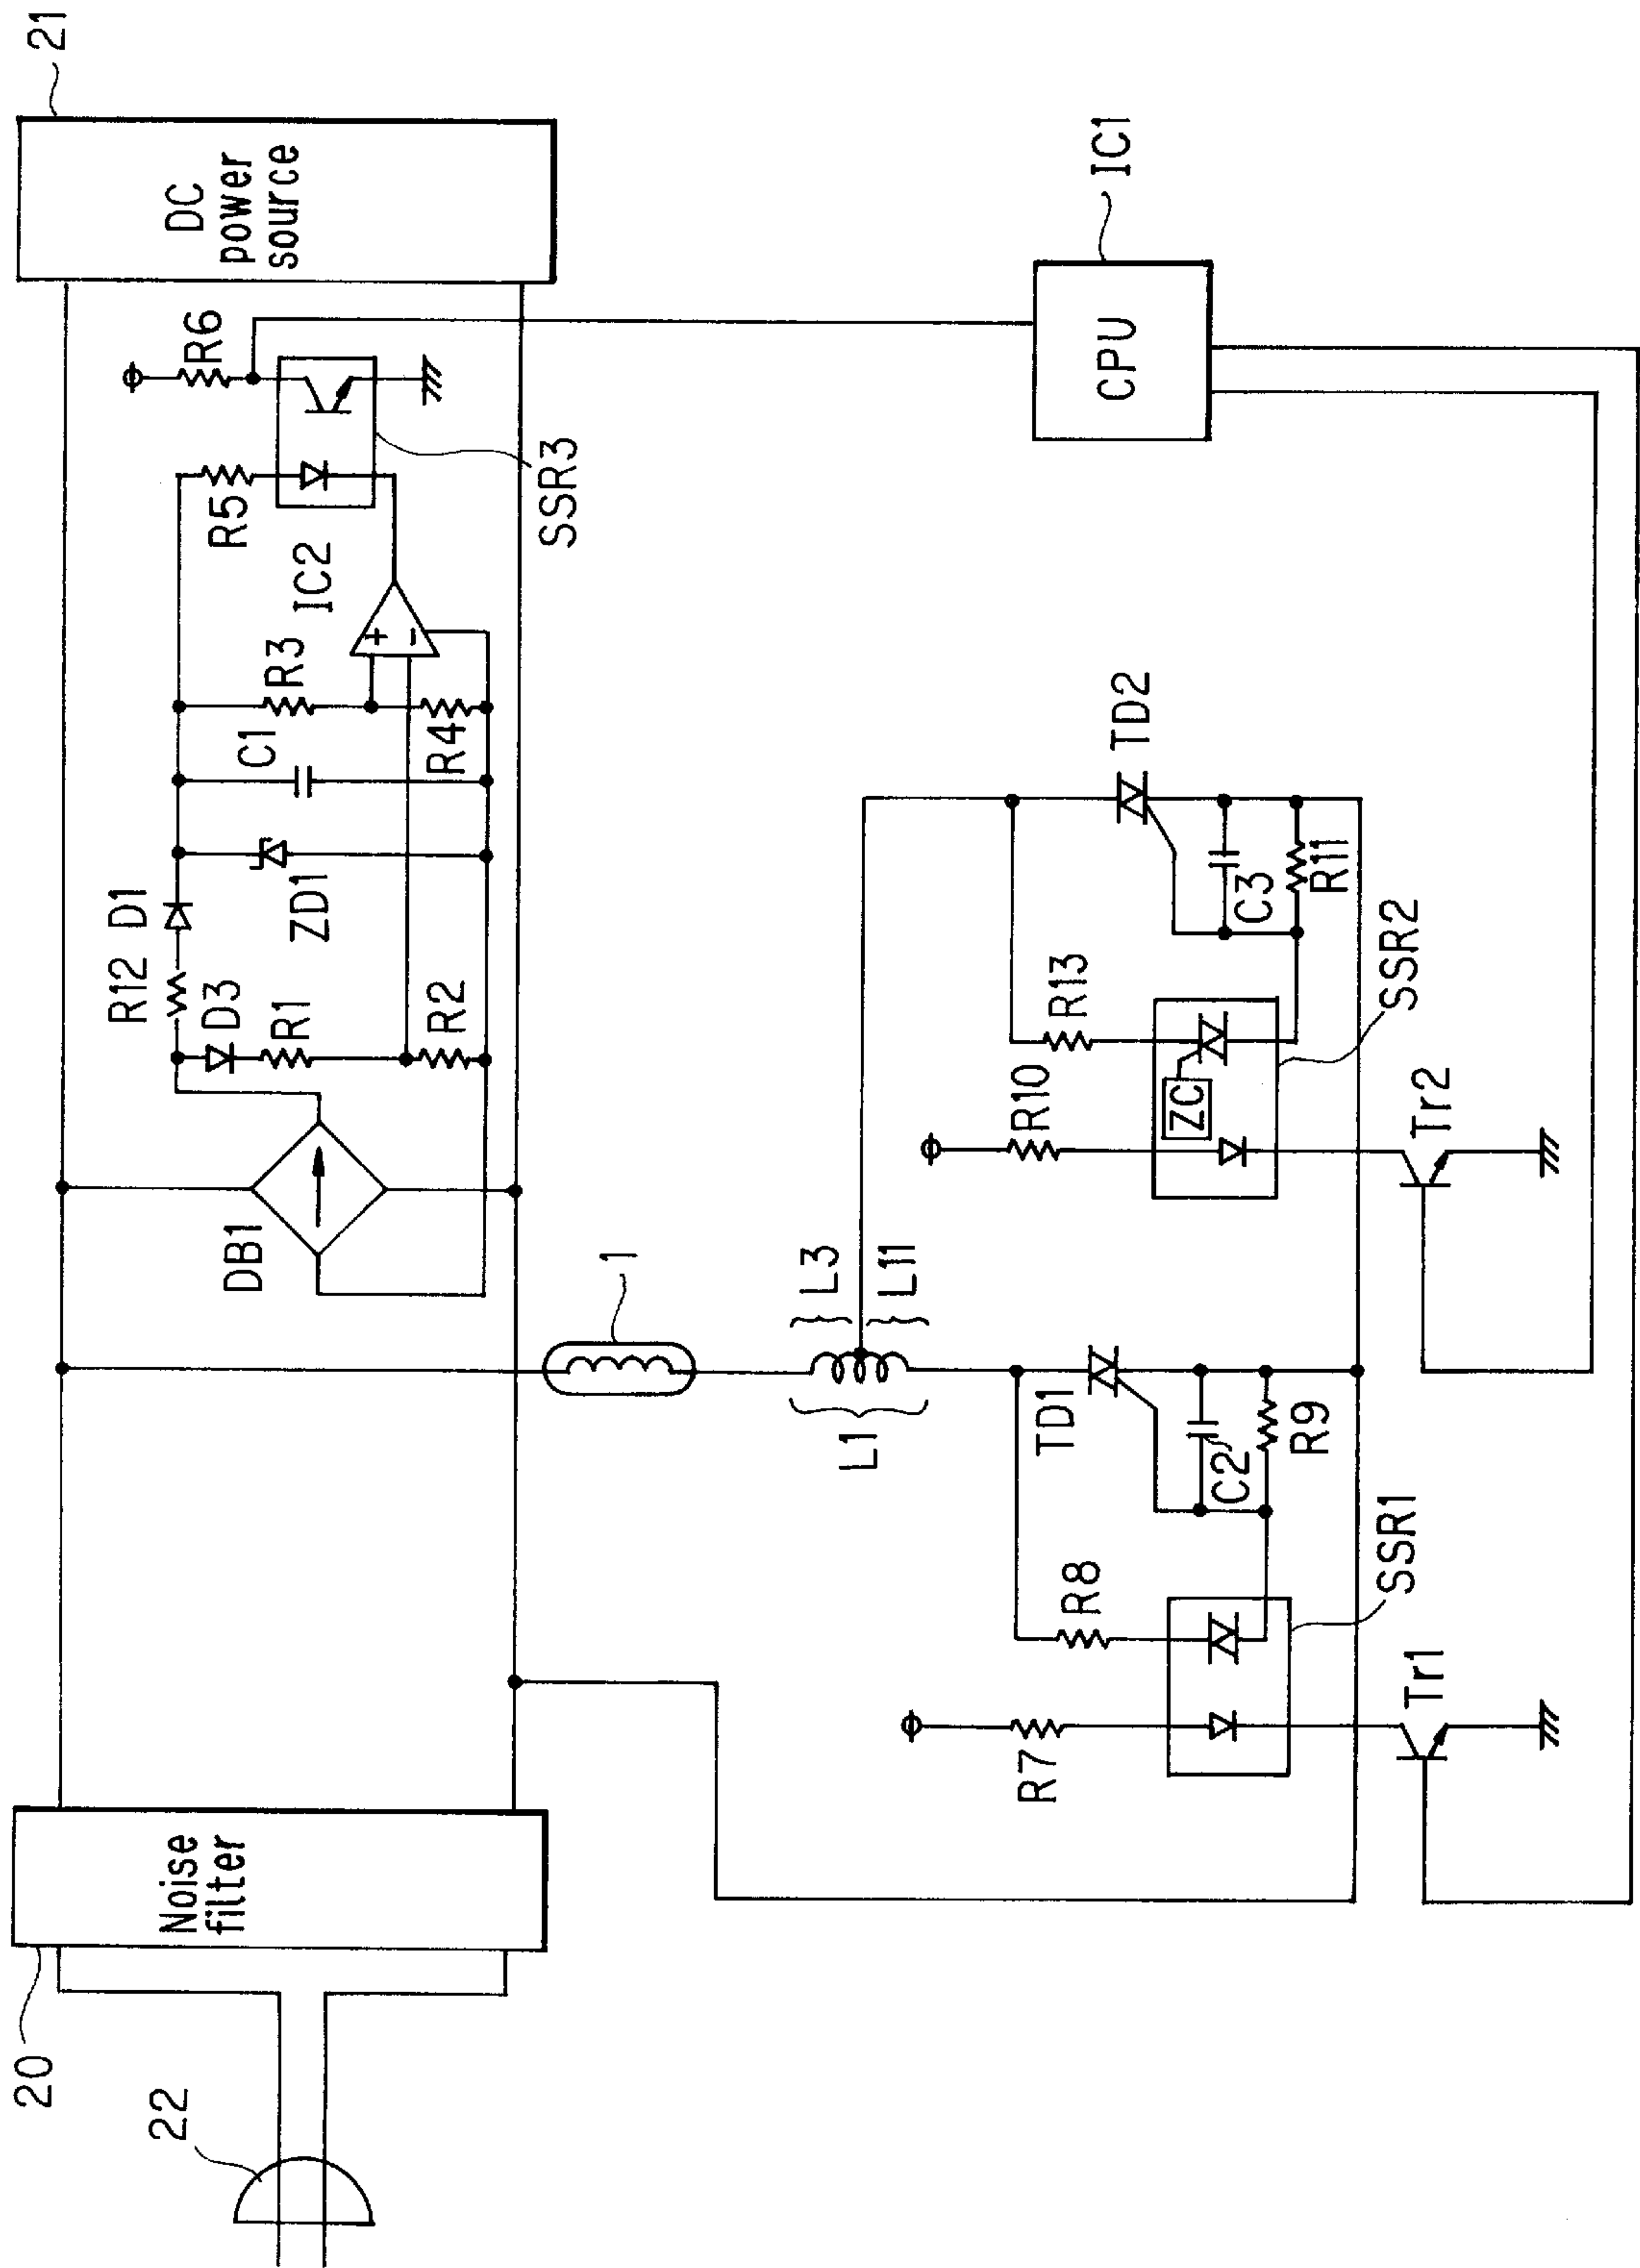 21
DC
power
source
R6
R5
SSR3
IC2
R3
R4
C1
ZD1
D1
R12
D3
R1
R2
DB1
IC1
CPU
TD2
C3
R11
SSR2
R13
R10
ZC
Tr2
1
L3
L11
L1
TD1
C2
R9
SSR1
R8
R7
Tr1
Noise
filter
20
22
+
-